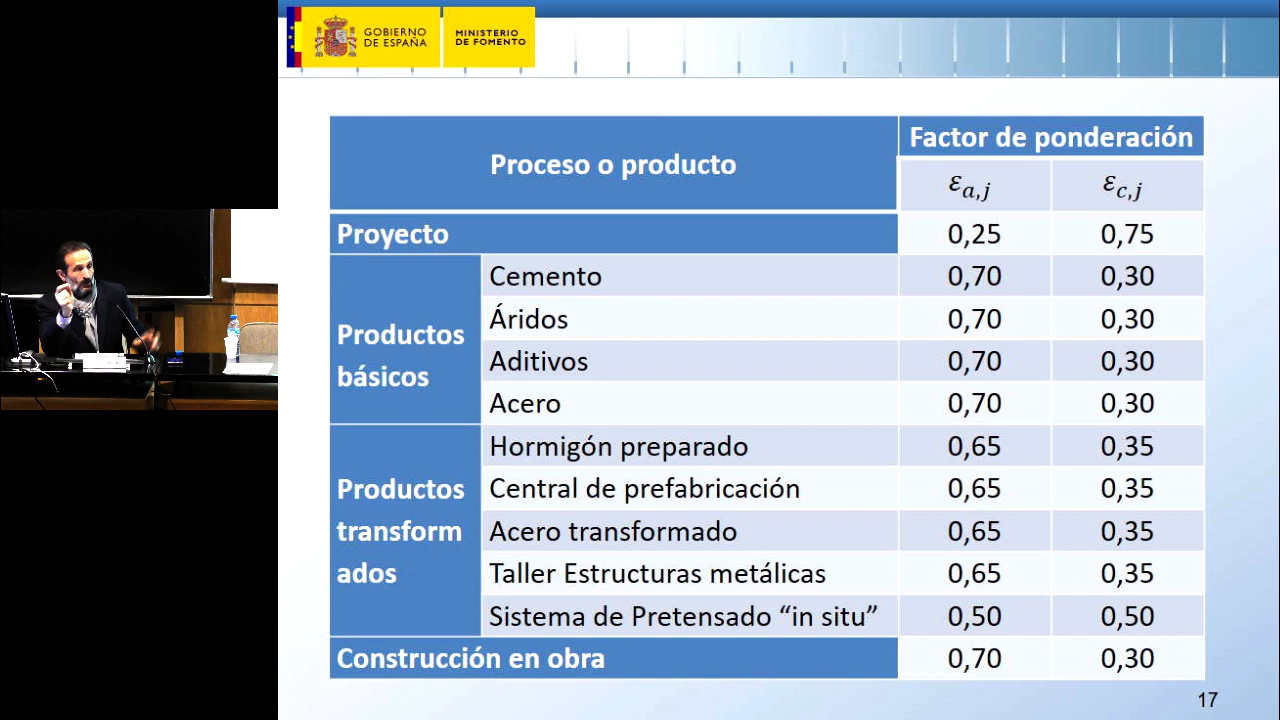 GOBIERNO
DE ESPAÑA
MINISTERIO
DE FOMENTO
Proceso o producto
Factor de ponderación
εa,j
εc,j
Proyecto
0,25
0,75
Productos
básicos
Cemento
0,70
0,30
Áridos
0,70
0,30
Aditivos
0,70
0,30
Acero
0,70
0,30
Productos
transform
ados
Hormigón preparado
0,65
0,35
Central de prefabricación
0,65
0,35
Acero transformado
0,65
0,35
Taller Estructuras metálicas
0,65
0,35
Sistema de Pretensado “in situ”
0,50
0,50
Construcción en obra
0,70
0,30
17